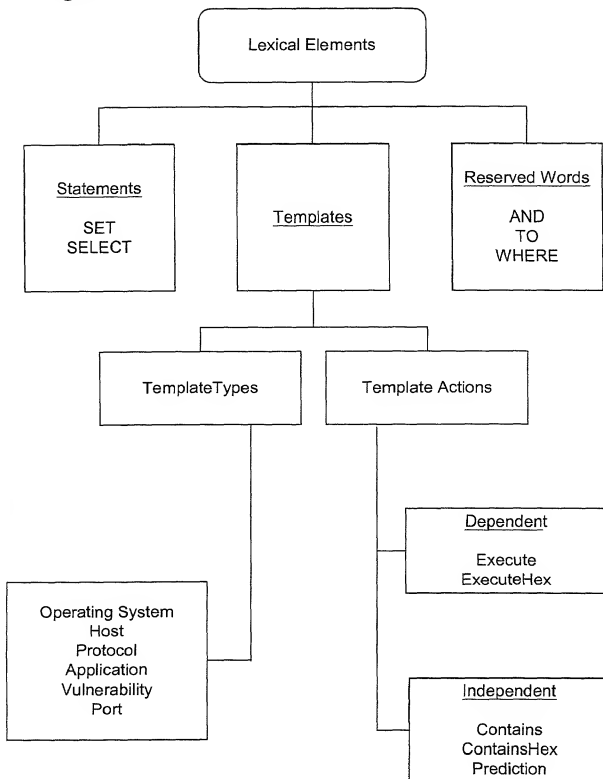 Lexical Elements
Statements
SET
SELECT
Templates
Reserved Words
AND
TO
WHERE
TemplateTypes
Template Actions
Dependent
Execute
ExecuteHex
Operating System
Host
Protocol
Application
Vulnerability
Port
Independent
Contains
ContainsHex
Prediction